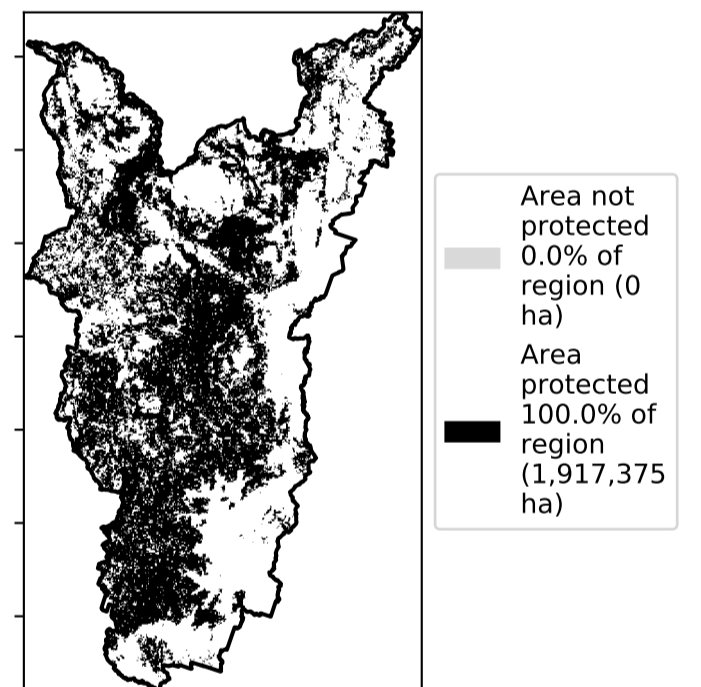 Area not
protected
0.0% of
region (0
ha)
Area
protected
100.0% of
region
(1,917,375
ha)